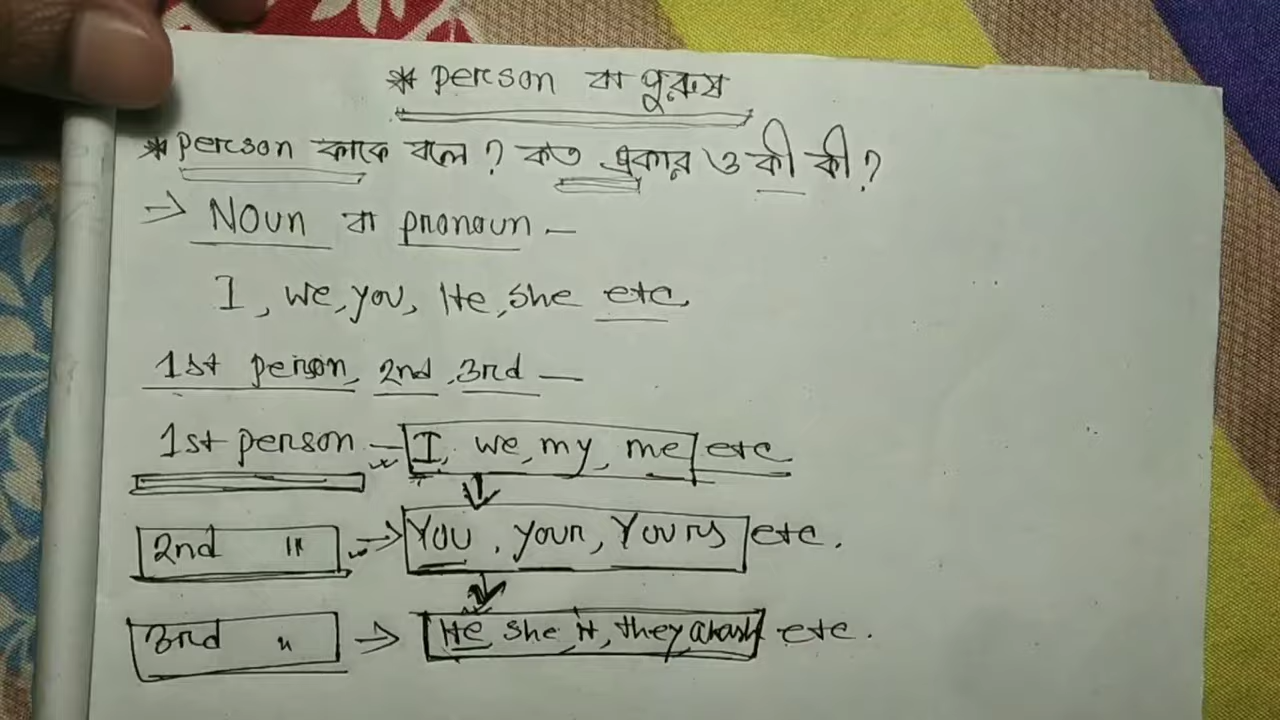 * person বা পুরুষ
* person কাকে বলে ? কত প্রকার ও কী কী ?
→ Noun বা pronoun —
I, we, you, He, she etc.
1st person, 2nd, 3rd —
1st person — I, we, my, me etc
2nd " → You, your, Yours etc.
3rd " → He, she, it, they, akash etc.